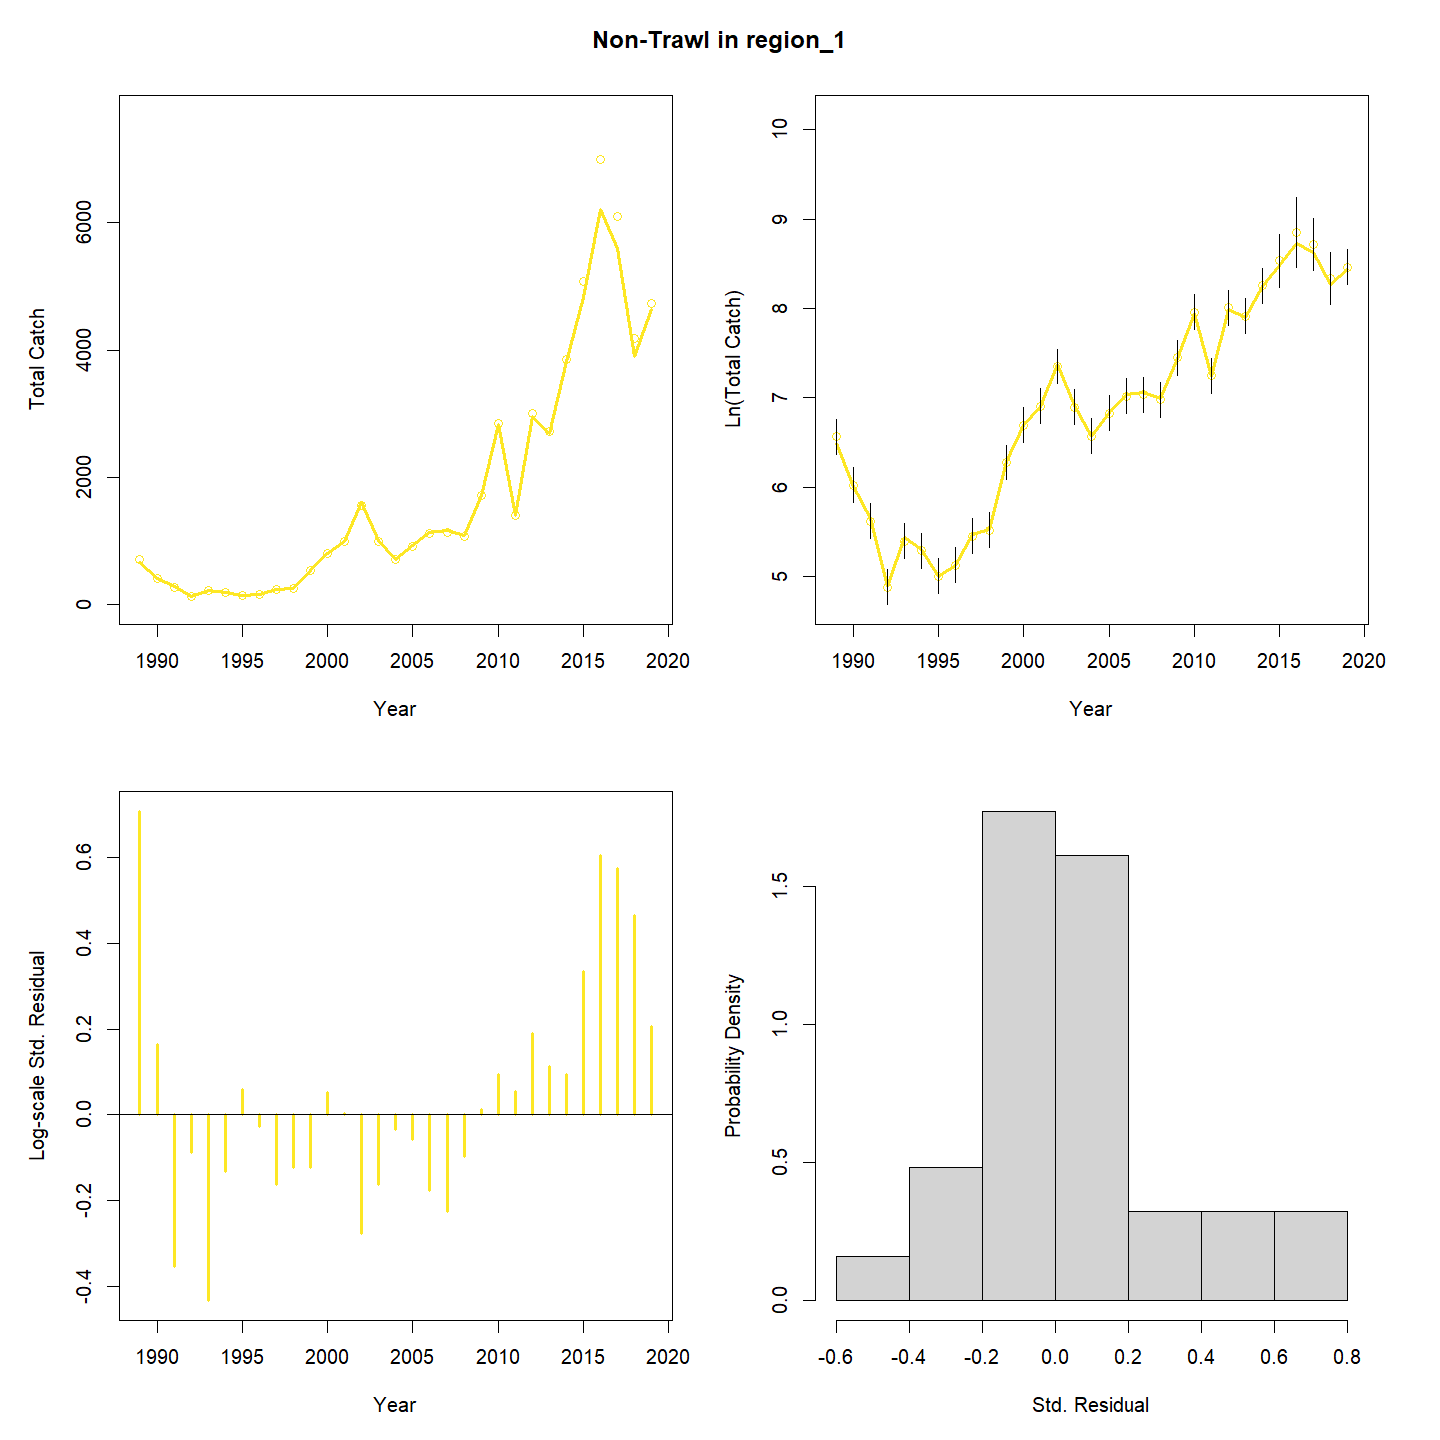 Non-Trawl in region_1
Total Catch
6000
4000
2000
0
1990 1995 2000 2005 2010 2015 2020
Year
Ln(Total Catch)
10
9
8
7
6
5
1990 1995 2000 2005 2010 2015 2020
Year
Log-scale Std. Residual
0.6
0.4
0.2
0.0
-0.2
-0.4
1990 1995 2000 2005 2010 2015 2020
Year
Probability Density
1.5
1.0
0.5
0.0
-0.6 -0.4 -0.2 0.0 0.2 0.4 0.6 0.8
Std. Residual